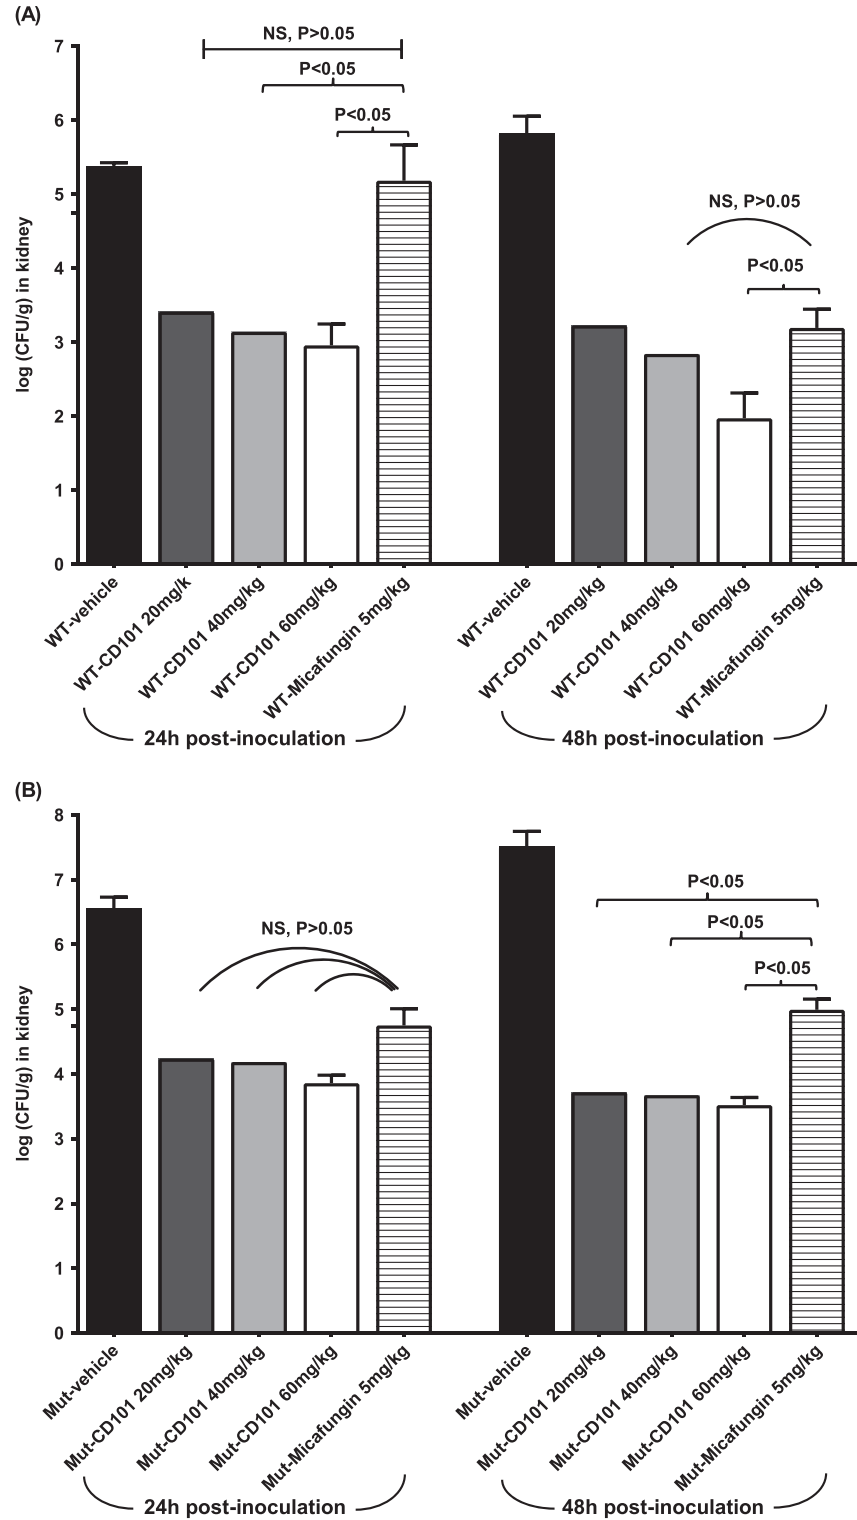 (A)
NS, P>0.05
P<0.05
P<0.05
NS, P>0.05
P<0.05
log (CFU/g) in kidney
7
6
5
4
3
2
1
0
WT-vehicle
WT-CD101 20mg/k
WT-CD101 40mg/kg
WT-CD101 60mg/kg
WT-Micafungin 5mg/kg
WT-vehicle
WT-CD101 20mg/kg
WT-CD101 40mg/kg
WT-CD101 60mg/kg
WT-Micafungin 5mg/kg
24h post-inoculation
48h post-inoculation
(B)
NS, P>0.05
P<0.05
P<0.05
P<0.05
log (CFU/g) in kidney
8
7
6
5
4
3
2
1
0
Mut-vehicle
Mut-CD101 20mg/kg
Mut-CD101 40mg/kg
Mut-CD101 60mg/kg
Mut-Micafungin 5mg/kg
Mut-vehicle
Mut-CD101 20mg/kg
Mut-CD101 40mg/kg
Mut-CD101 60mg/kg
Mut-Micafungin 5mg/kg
24h post-inoculation
48h post-inoculation